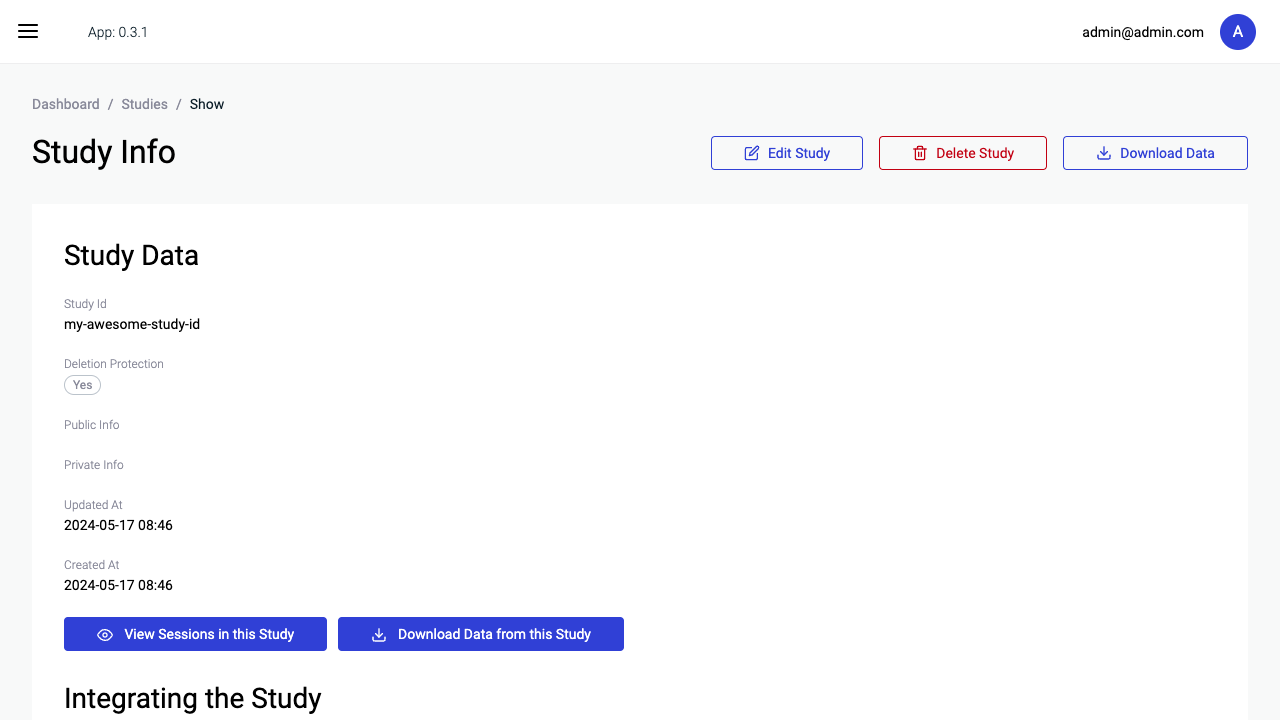 App: 0.3.1
admin@admin.com
A
Dashboard / Studies / Show
Study Info
Edit Study
Delete Study
Download Data
Study Data
Study Id
my-awesome-study-id
Deletion Protection
Yes
Public Info
Private Info
Updated At
2024-05-17 08:46
Created At
2024-05-17 08:46
View Sessions in this Study
Download Data from this Study
Integrating the Study